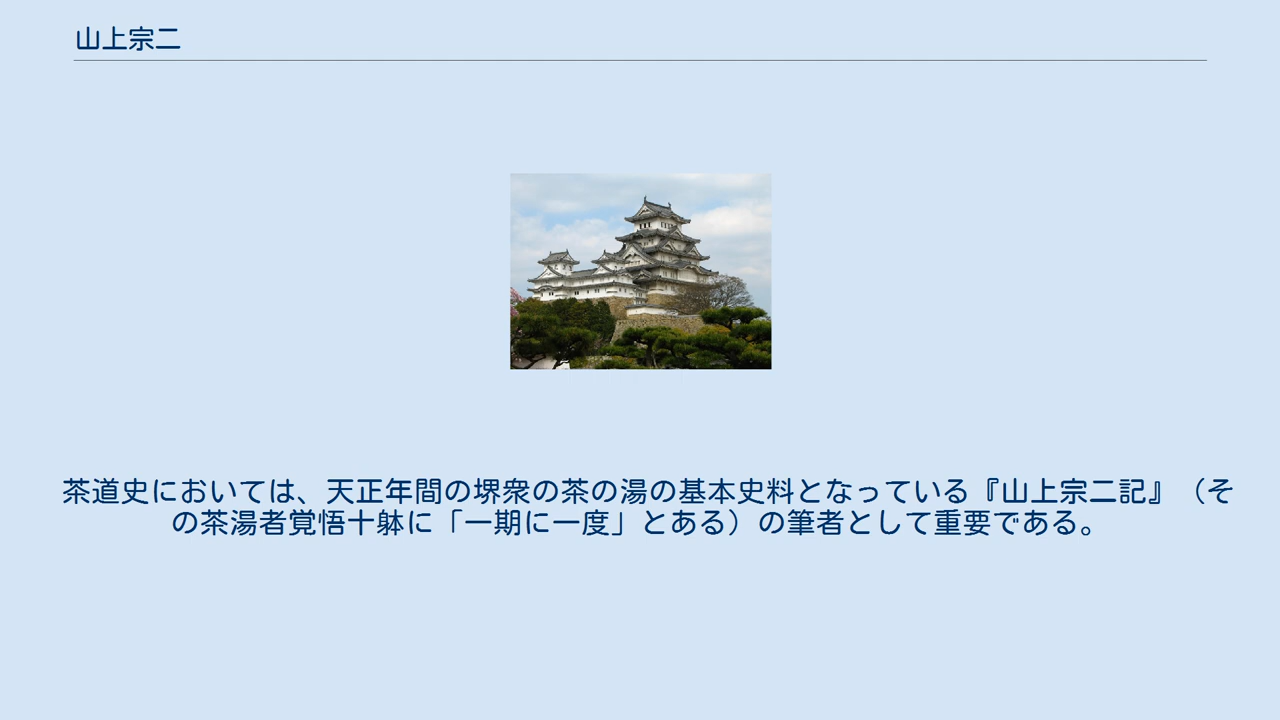 山上宗二
茶道史においては、天正年間の堺衆の茶の湯の基本史料となっている『山上宗二記』（そ
の茶湯者覚悟十躰に「一期に一度」とある）の筆者として重要である。